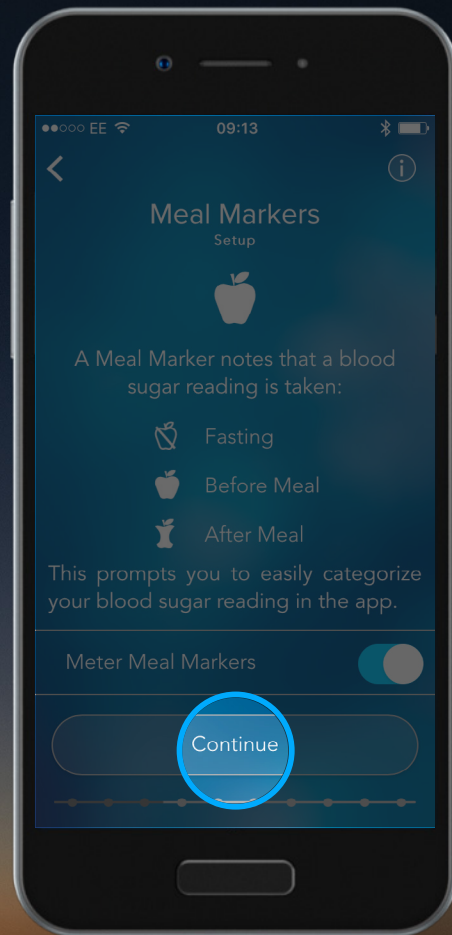 EE 09:13
Meal Markers
Setup
A Meal Marker notes that a blood
sugar reading is taken:
Fasting
Before Meal
After Meal
This prompts you to easily categorize
your blood sugar reading in the app.
Meter Meal Markers
Continue